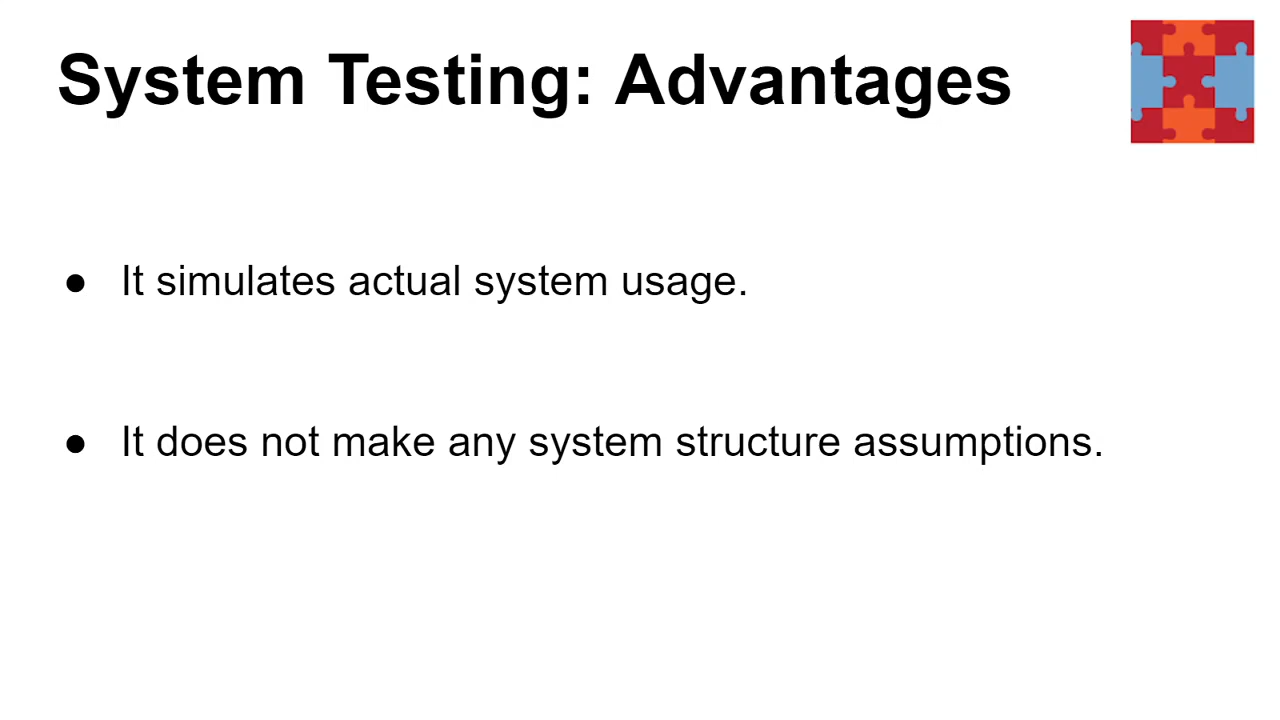 System Testing: Advantages
● It simulates actual system usage.
● It does not make any system structure assumptions.